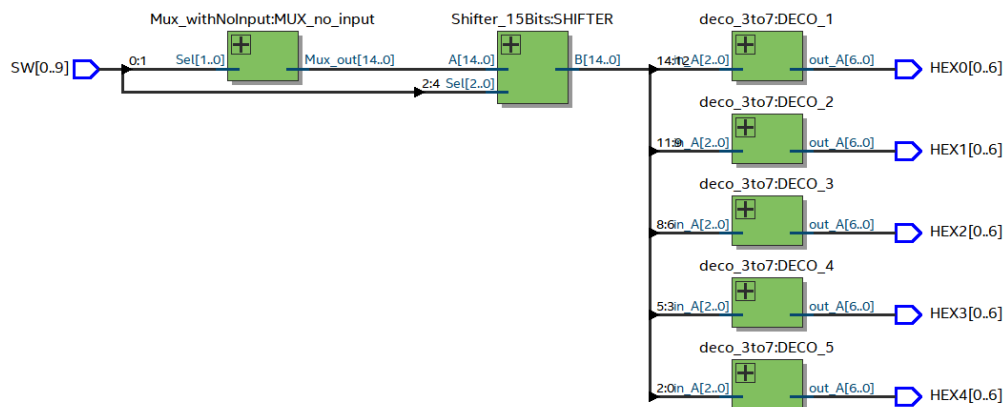 Mux_withNoInput:MUX_no_input
Shifter_15Bits:SHIFTER
deco_3to7:DECO_1
SW[0..9]
0:1
Sel[1..0]
Mux_out[14..0]
A[14..0]
B[14..0]
2:4
Sel[2..0]
14:12
in_A[2..0]
out_A[6..0]
HEX0[0..6]
deco_3to7:DECO_2
11:9
in_A[2..0]
out_A[6..0]
HEX1[0..6]
deco_3to7:DECO_3
8:6
in_A[2..0]
out_A[6..0]
HEX2[0..6]
deco_3to7:DECO_4
5:3
in_A[2..0]
out_A[6..0]
HEX3[0..6]
deco_3to7:DECO_5
2:0
in_A[2..0]
out_A[6..0]
HEX4[0..6]